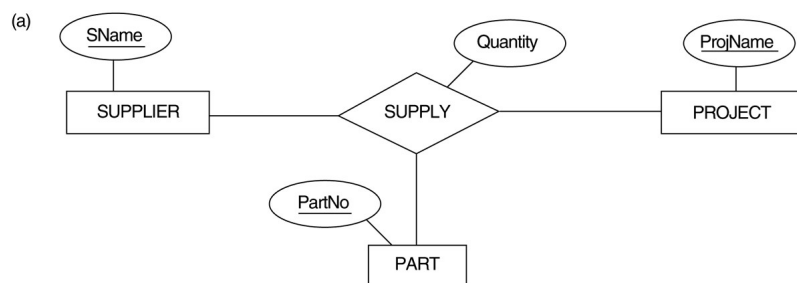 (a)
SName
Quantity
ProjName
SUPPLIER
SUPPLY
PROJECT
PartNo
PART